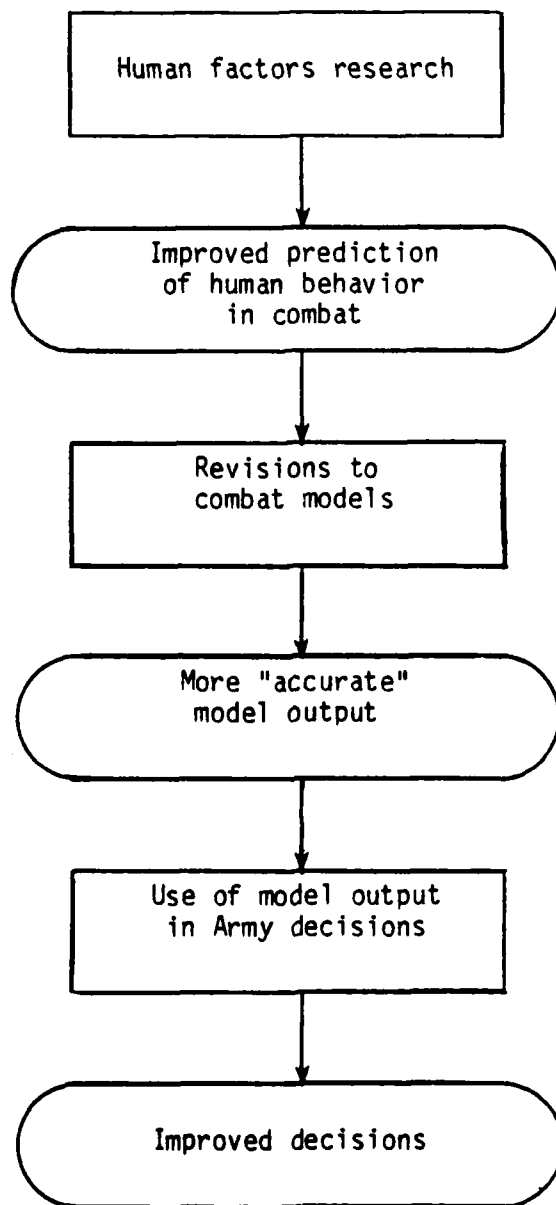 Human factors research
Improved prediction
of human behavior
in combat
Revisions to
combat models
More "accurate"
model output
Use of model output
in Army decisions
Improved decisions